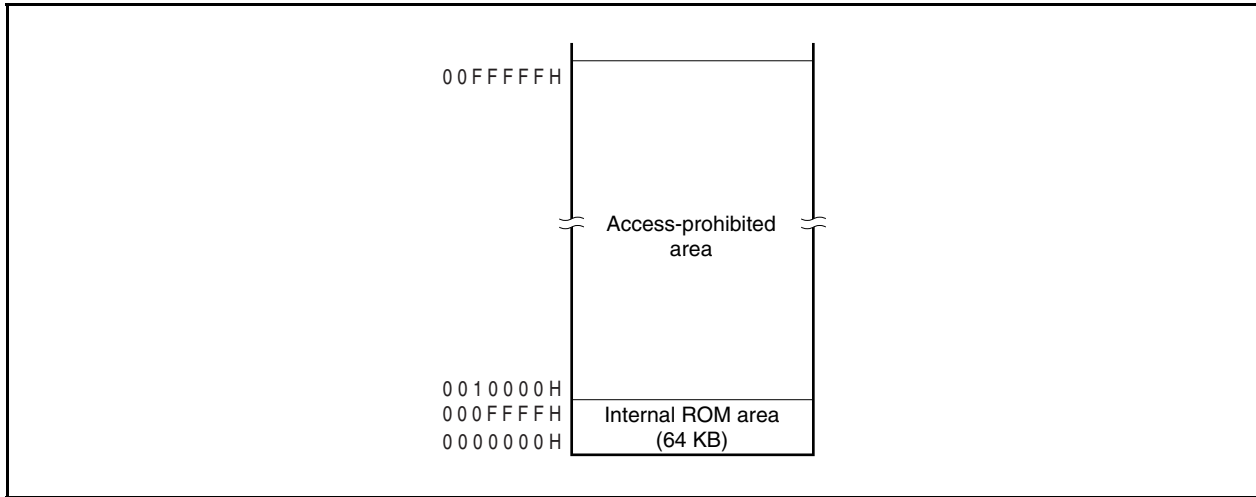 00FFFFFH
Access-prohibited
area
0010000H
000FFFFH
Internal ROM area
(64 KB)
0000000H